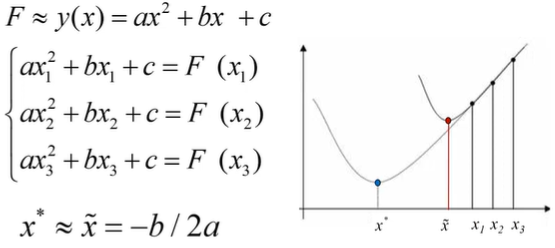 F ≈ y(x) = ax² + bx + c
ax₁² + bx₁ + c = F (x₁)
ax₂² + bx₂ + c = F (x₂)
ax₃² + bx₃ + c = F (x₃)
x* ≈ x̃ = −b / 2a
x* x̃ x₁ x₂ x₃